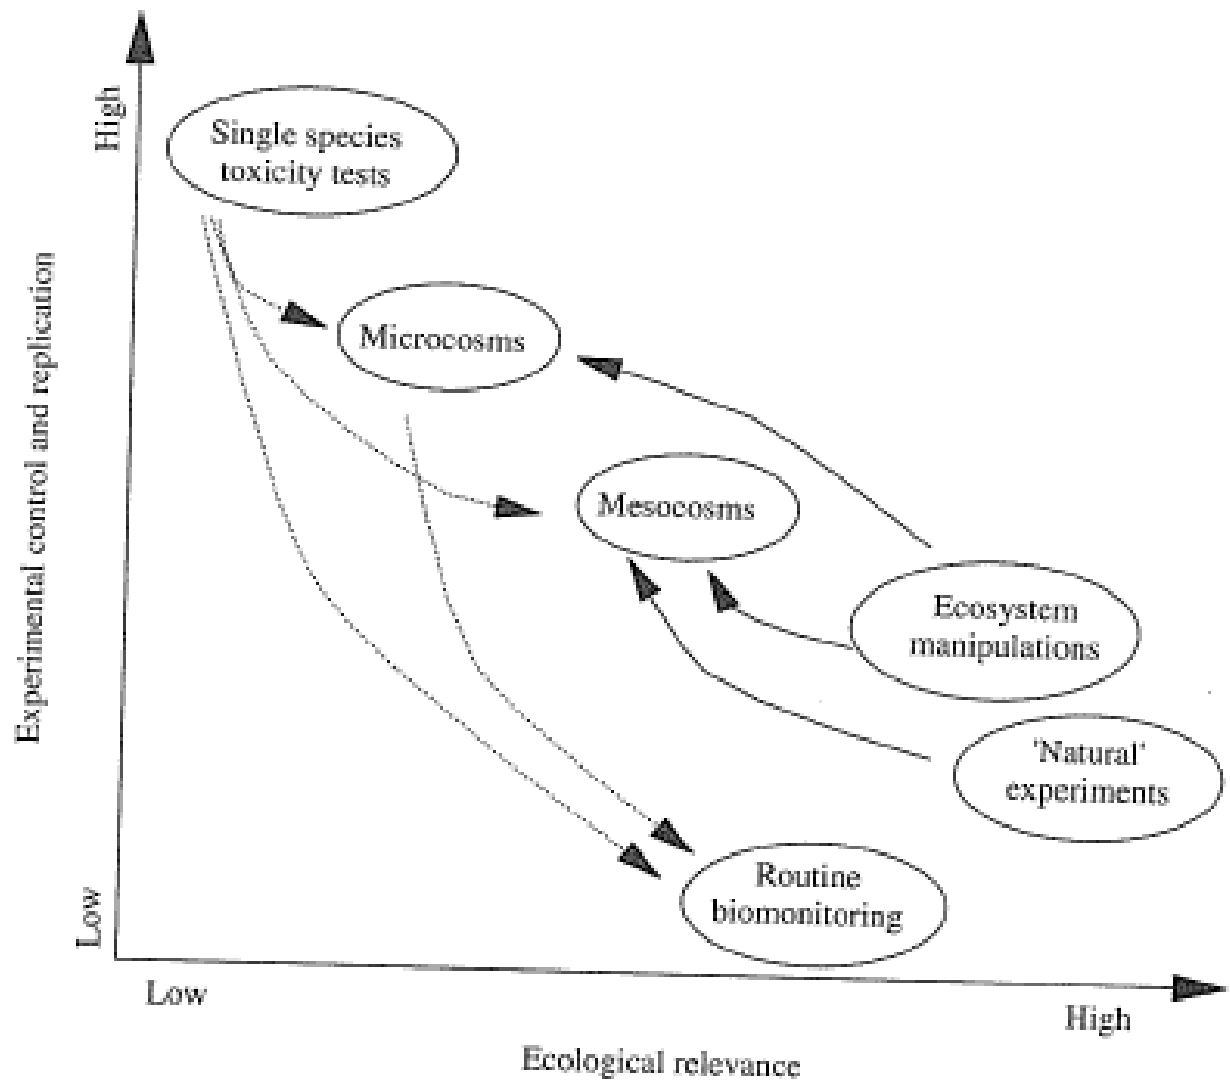 High
Single species
toxicity tests
Experimental control and replication
Microcosms
Mesocosms
Ecosystem
manipulations
'Natural'
experiments
Routine
biomonitoring
Low
Low
High
Ecological relevance